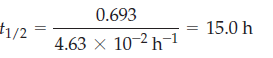 t1/2 = 0.693 / 4.63 × 10⁻² h⁻¹ = 15.0 h